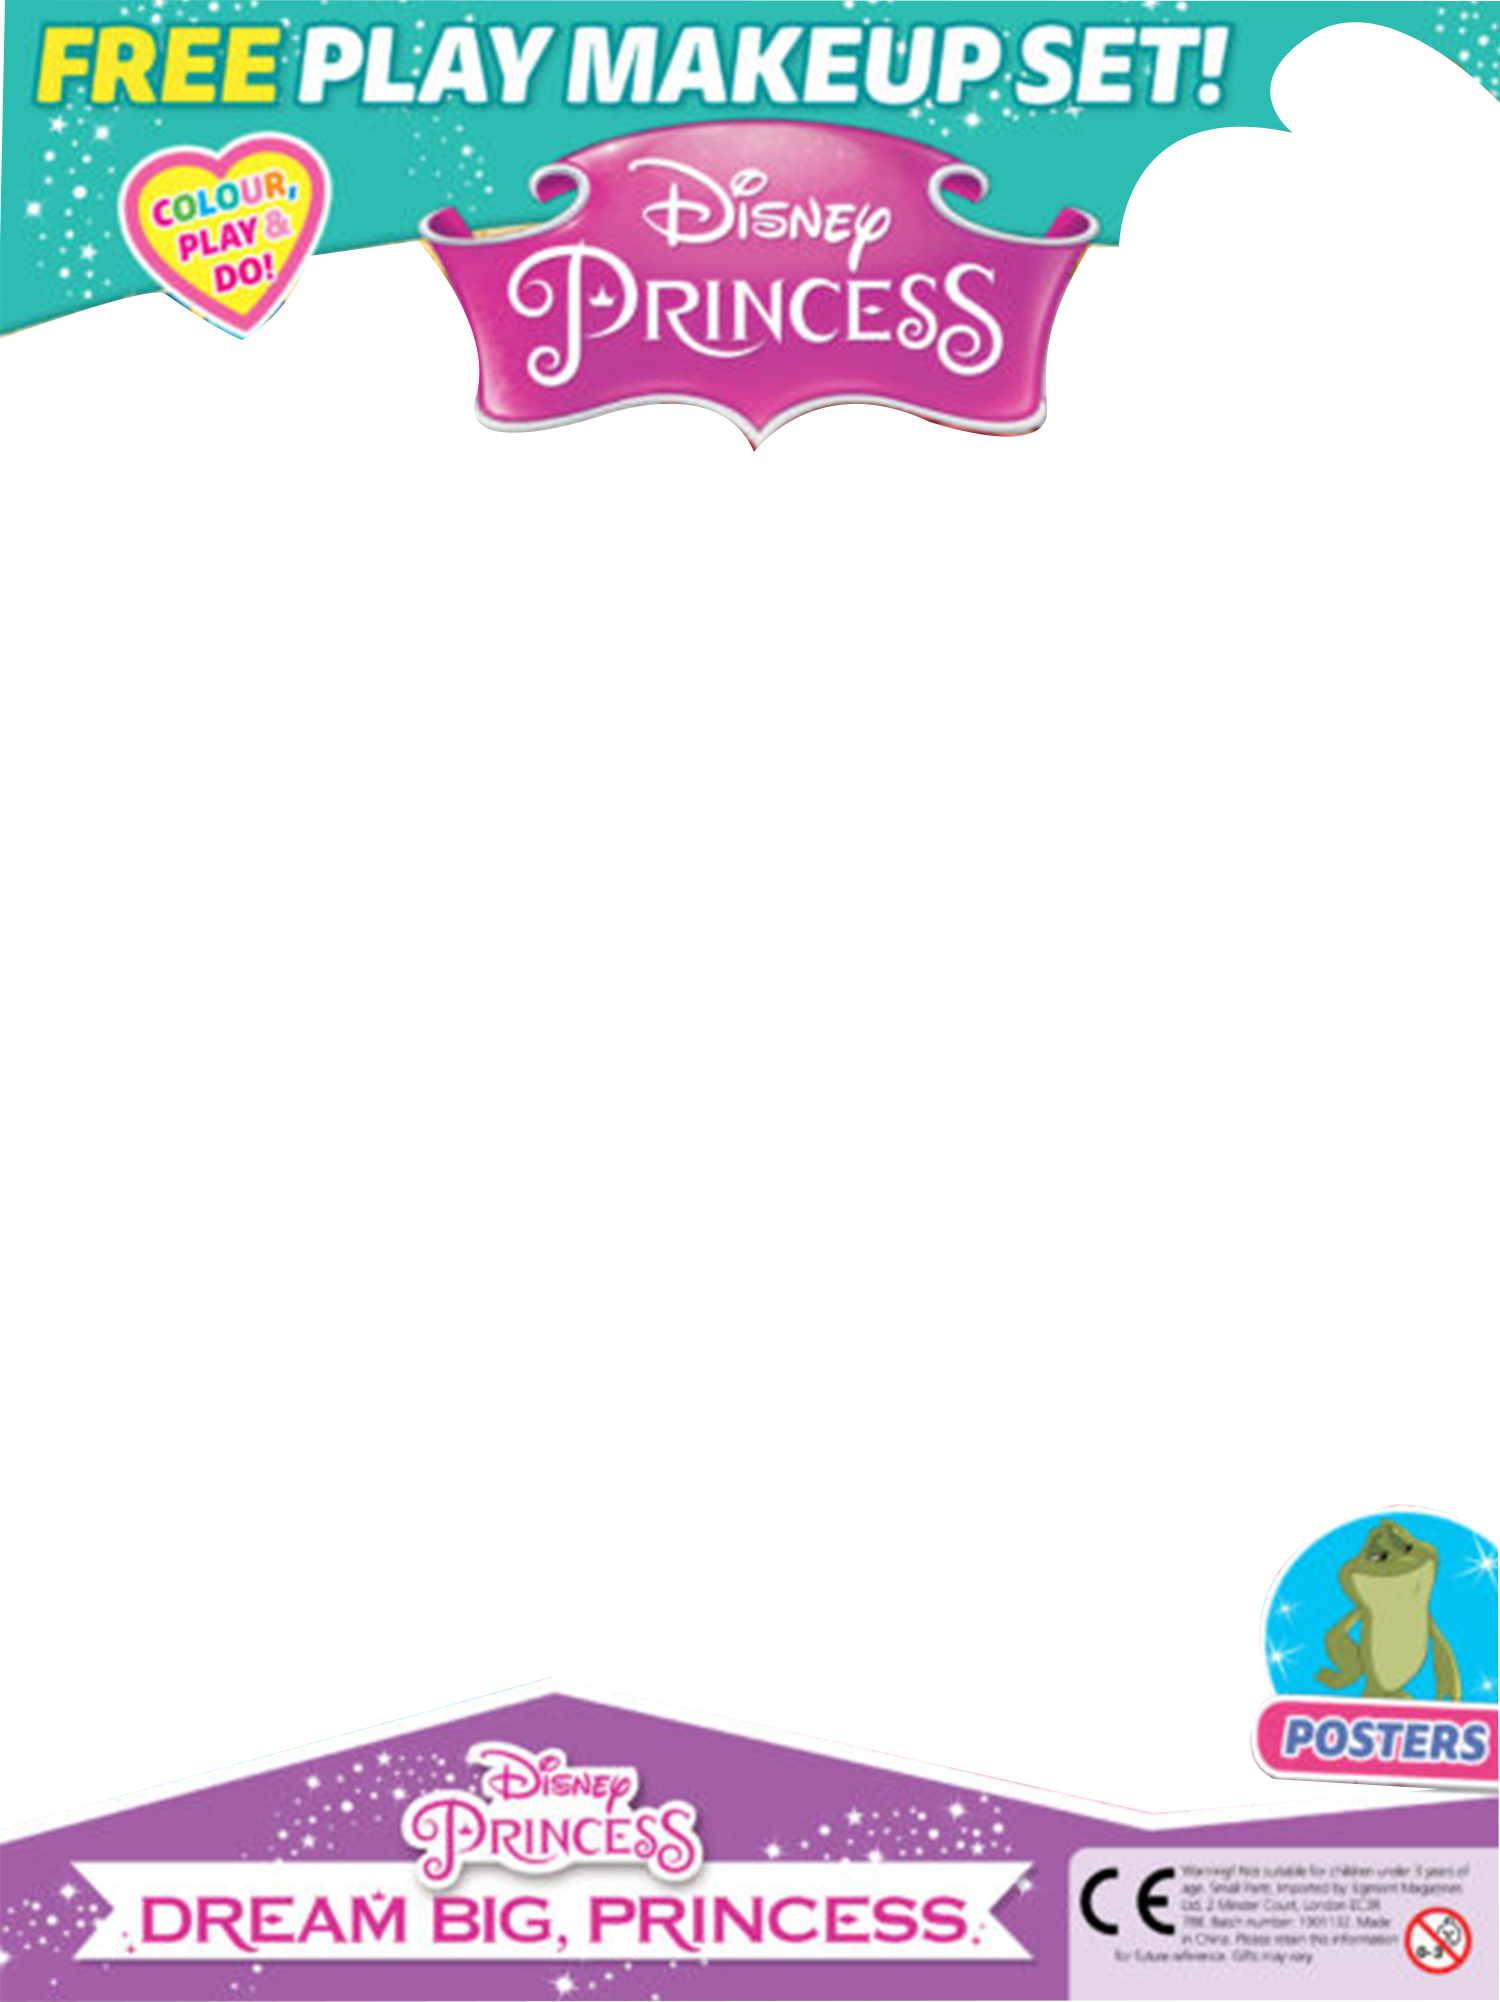 FREE PLAY MAKEUP SET!
COLOUR,
PLAY &
DO!
Disney
PRINCESS
POSTERS
Disney
PRINCESS
DREAM BIG, PRINCESS.
CE
Warning! Not suitable for children under 3 years of
age. Small Parts. Imported by: Egmont Magazines
Ltd, 2 Minster Court, London EC3R
Batch number: Made
in China. Please retain this information
for future reference. Gifts may vary.
0-3